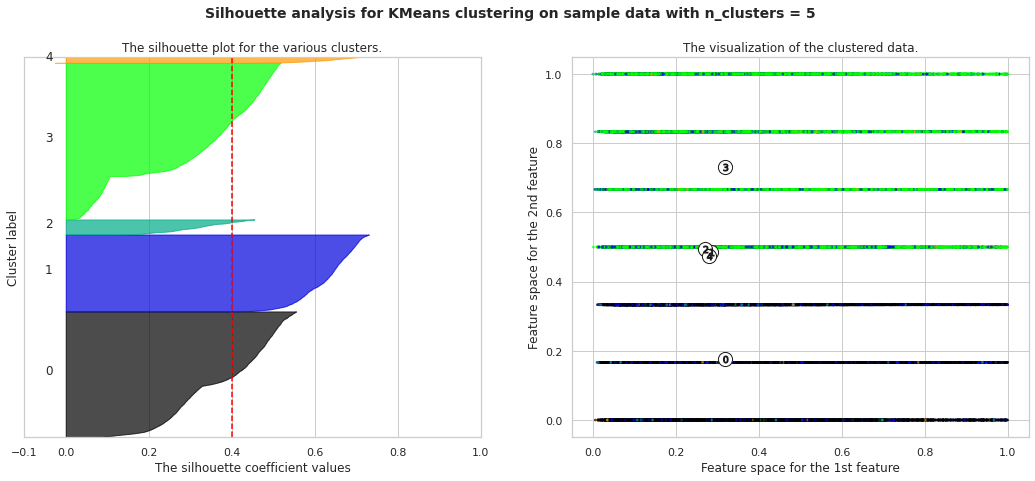 Silhouette analysis for KMeans clustering on sample data with n_clusters = 5
The silhouette plot for the various clusters.
4
3
2
1
0
Cluster label
−0.1 0.0 0.2 0.4 0.6 0.8 1.0
The silhouette coefficient values
The visualization of the clustered data.
1.0
0.8
0.6
0.4
0.2
0.0
Feature space for the 2nd feature
3
2
4
0
0.0 0.2 0.4 0.6 0.8 1.0
Feature space for the 1st feature